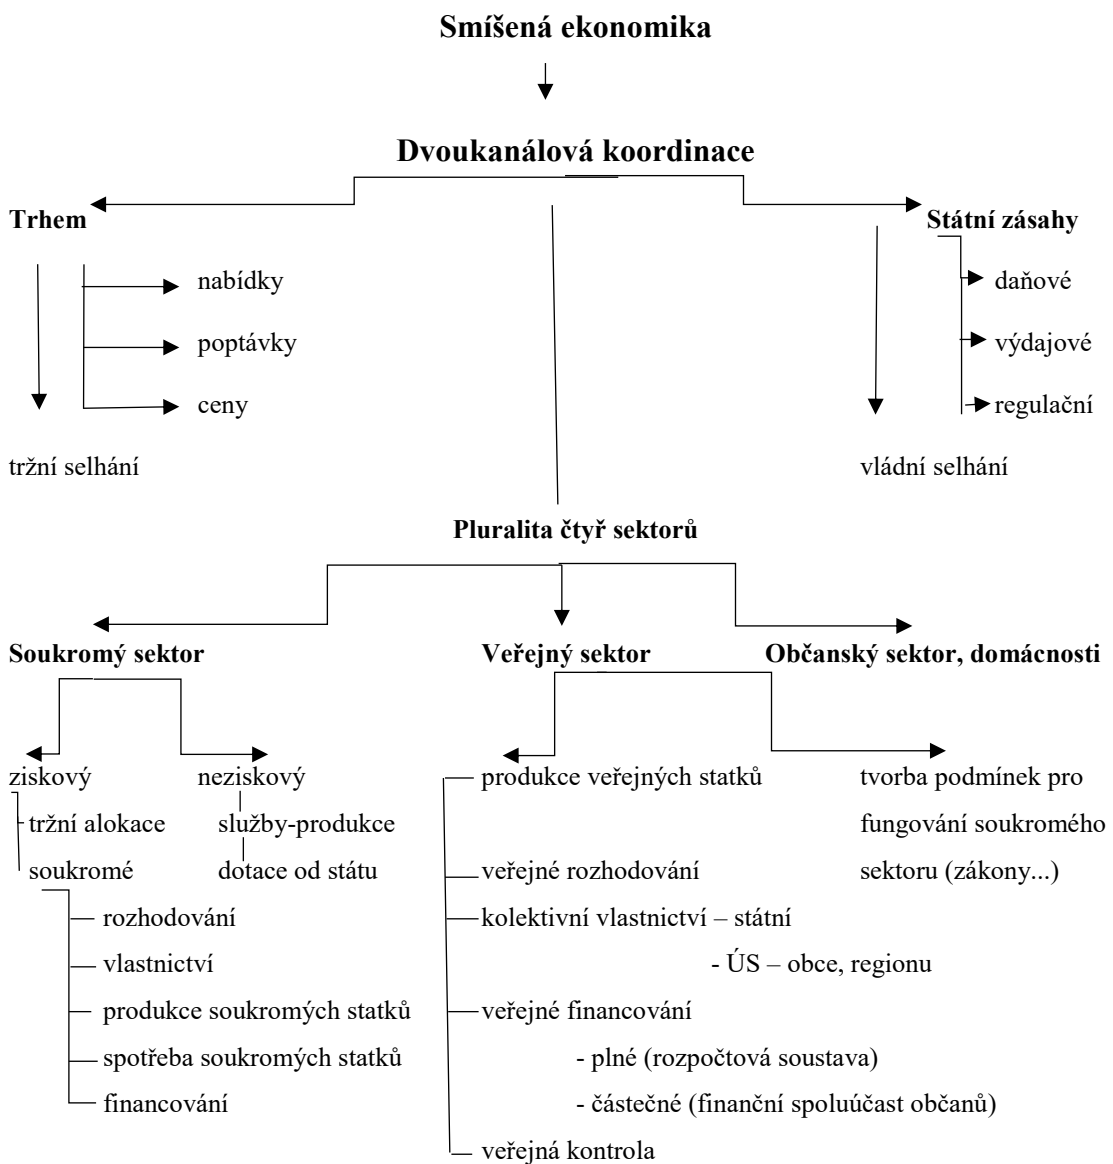 Smíšená ekonomika
Dvoukanálová koordinace
Trhem
Státní zásahy
nabídky
daňové
poptávky
výdajové
ceny
regulační
tržní selhání
vládní selhání
Pluralita čtyř sektorů
Soukromý sektor
Veřejný sektor
Občanský sektor, domácnosti
ziskový
neziskový
produkce veřejných statků
tvorba podmínek pro
tržní alokace
služby-produkce
fungování soukromého
soukromé
dotace od státu
veřejné rozhodování
sektoru (zákony...)
rozhodování
kolektivní vlastnictví – státní
vlastnictví
- ÚS – obce, regionu
produkce soukromých statků
veřejné financování
spotřeba soukromých statků
- plné (rozpočtová soustava)
financování
- částečné (finanční spoluúčast občanů)
veřejná kontrola